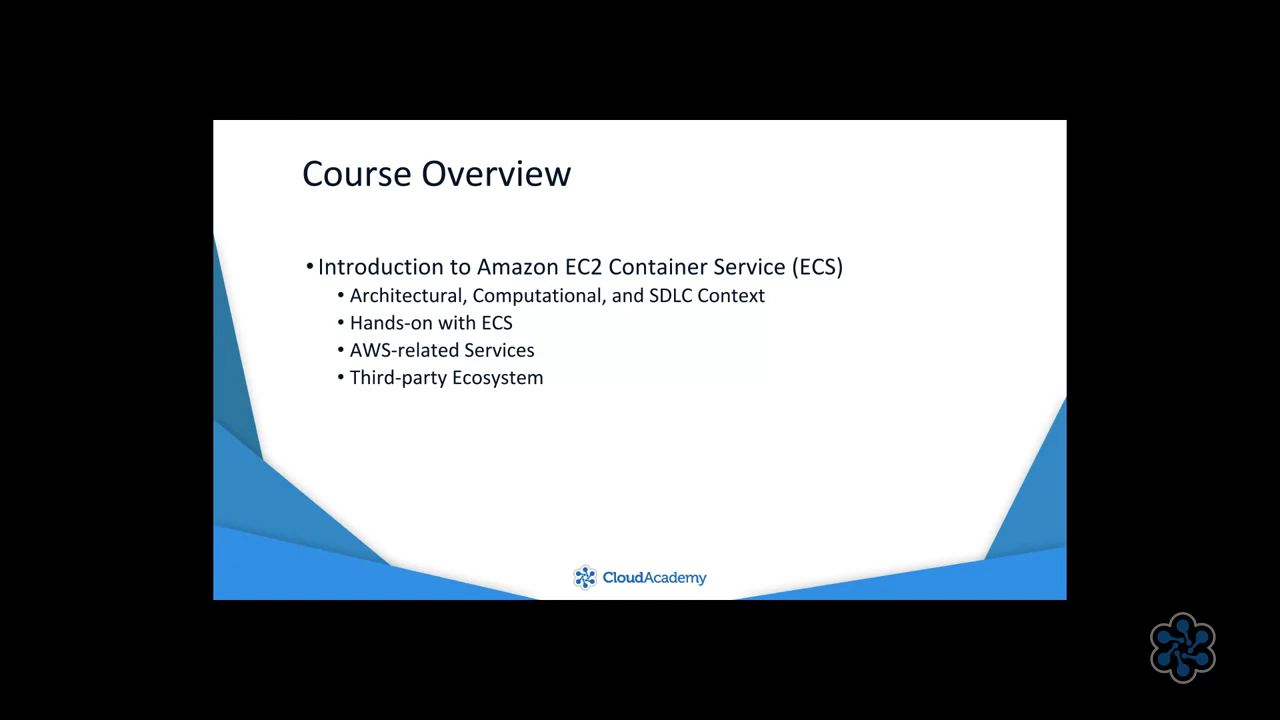 Course Overview
• Introduction to Amazon EC2 Container Service (ECS)
• Architectural, Computational, and SDLC Context
• Hands-on with ECS
• AWS-related Services
• Third-party Ecosystem
CloudAcademy